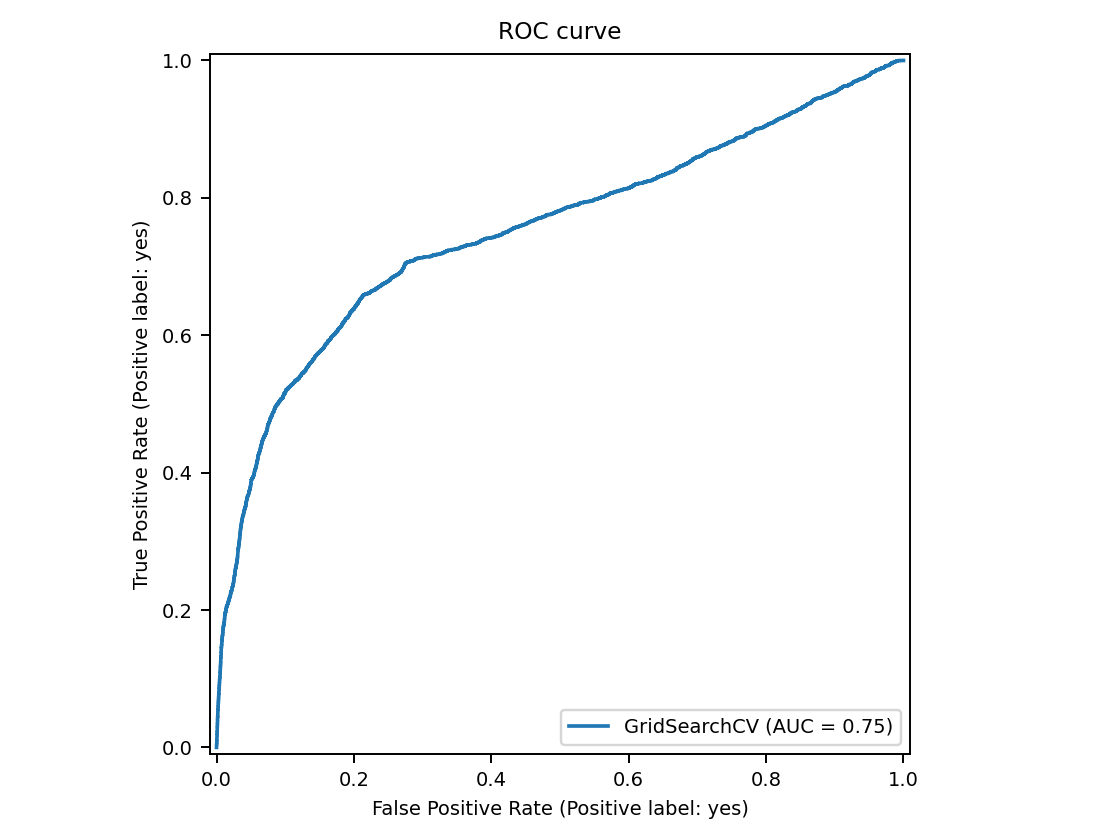 ROC curve
1.0
0.8
0.6
0.4
0.2
0.0
True Positive Rate (Positive label: yes)
GridSearchCV (AUC = 0.75)
0.0 0.2 0.4 0.6 0.8 1.0
False Positive Rate (Positive label: yes)